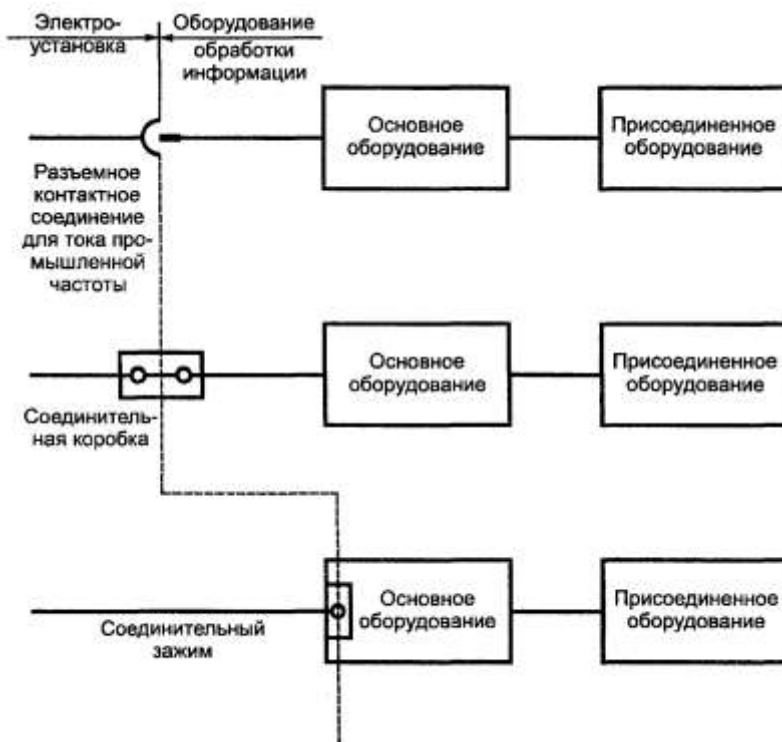 Электро-
установка
Оборудование
обработки
информации
Основное
оборудование
Присоединенное
оборудование
Разъемное
контактное
соединение
для тока про-
мышленной
частоты
Основное
оборудование
Присоединенное
оборудование
Соединитель-
ная коробка
Основное
оборудование
Присоединенное
оборудование
Соединительный
зажим